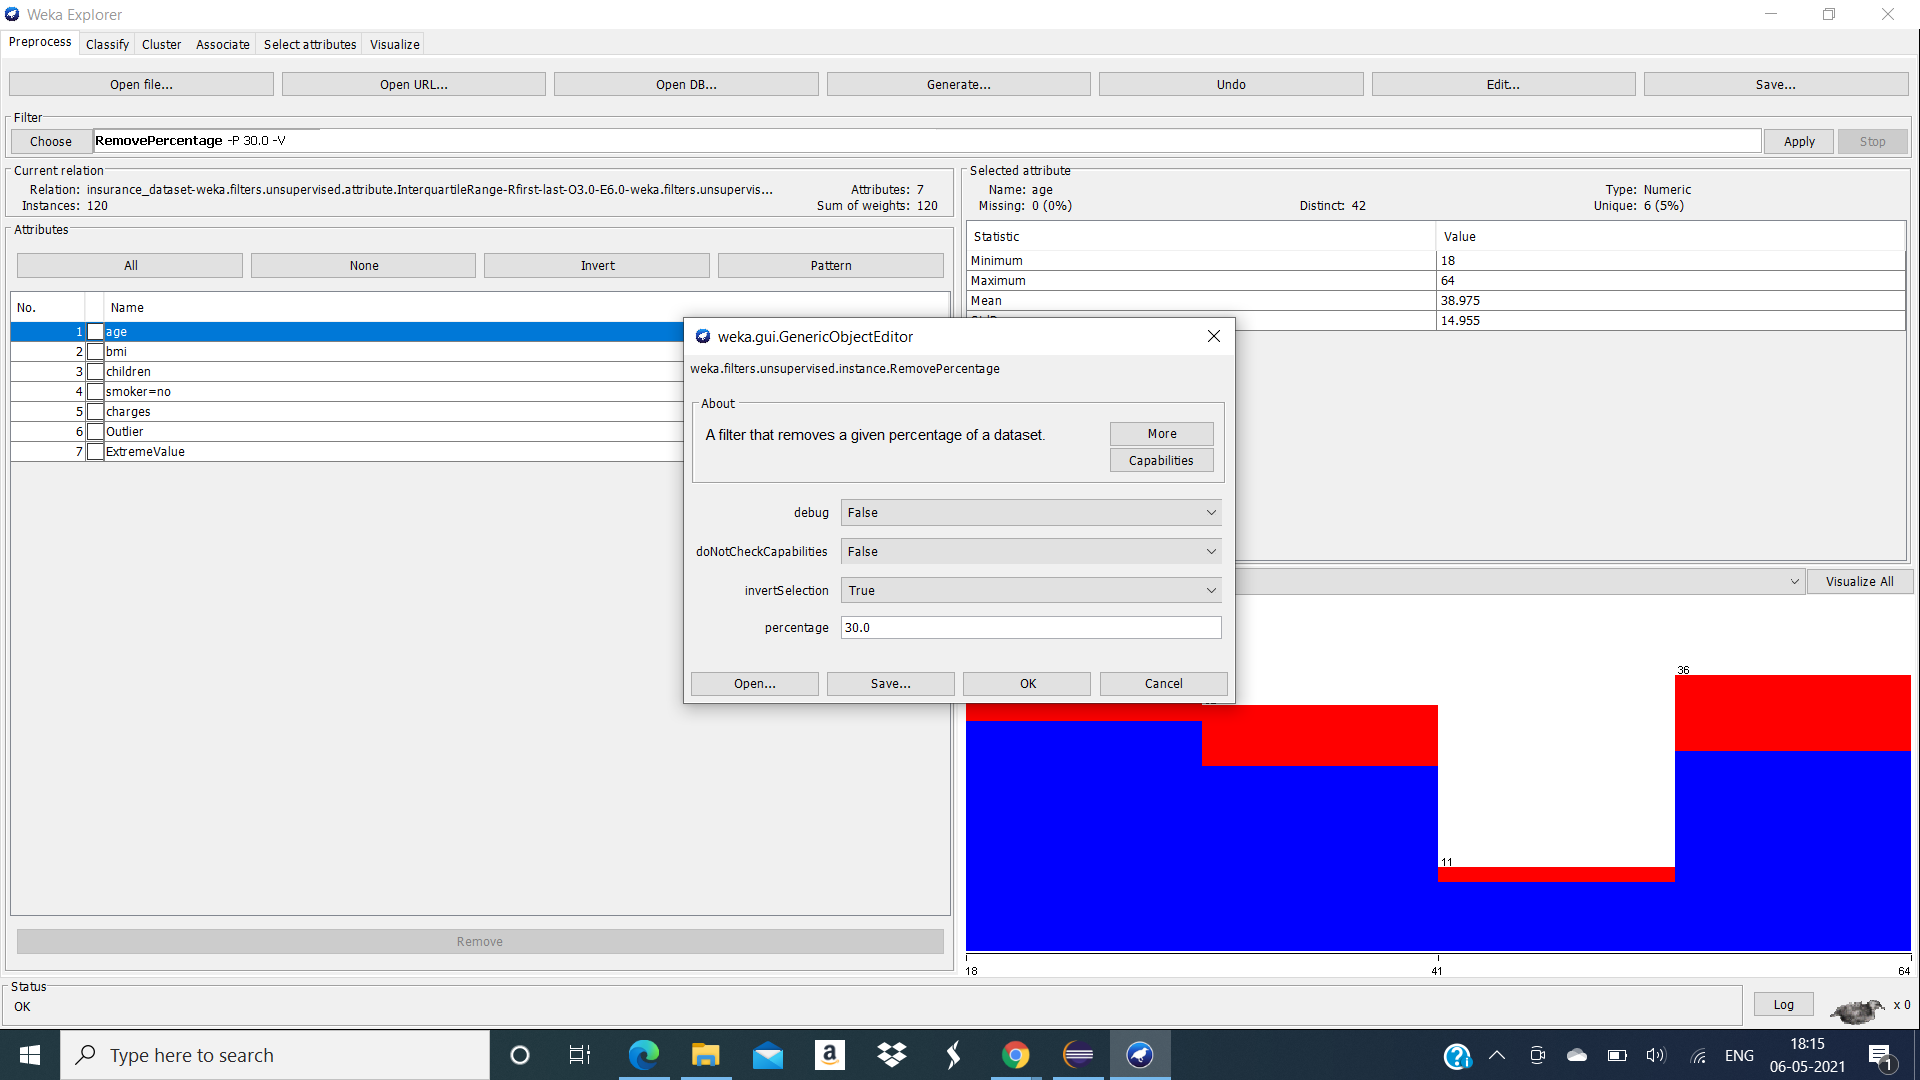 Weka Explorer
Preprocess Classify Cluster Associate Select attributes Visualize
Open file... Open URL... Open DB... Generate... Undo Edit... Save...
Filter
Choose RemovePercentage -P 30.0 -V Apply Stop
Current relation
Relation: insurance_dataset-weka.filters.unsupervised.attribute.InterquartileRange-Rfirst-last-O3.0-E6.0-weka.filters.unsupervis... Attributes: 7
Instances: 120 Sum of weights: 120
Selected attribute
Name: age Type: Numeric
Missing: 0 (0%) Distinct: 42 Unique: 6 (5%)
Statistic Value
Minimum 18
Maximum 64
Mean 38.975
14.955
Attributes
All None Invert Pattern
No. Name
1 age
2 bmi
3 children
4 smoker=no
5 charges
6 Outlier
7 ExtremeValue
Remove
weka.gui.GenericObjectEditor
weka.filters.unsupervised.instance.RemovePercentage
About
A filter that removes a given percentage of a dataset.
More
Capabilities
debug False
doNotCheckCapabilities False
invertSelection True
percentage 30.0
Open... Save... OK Cancel
Visualize All
36
11
18 41 64
Status
OK
Log x 0
Type here to search
ENG
18:15
06-05-2021
1